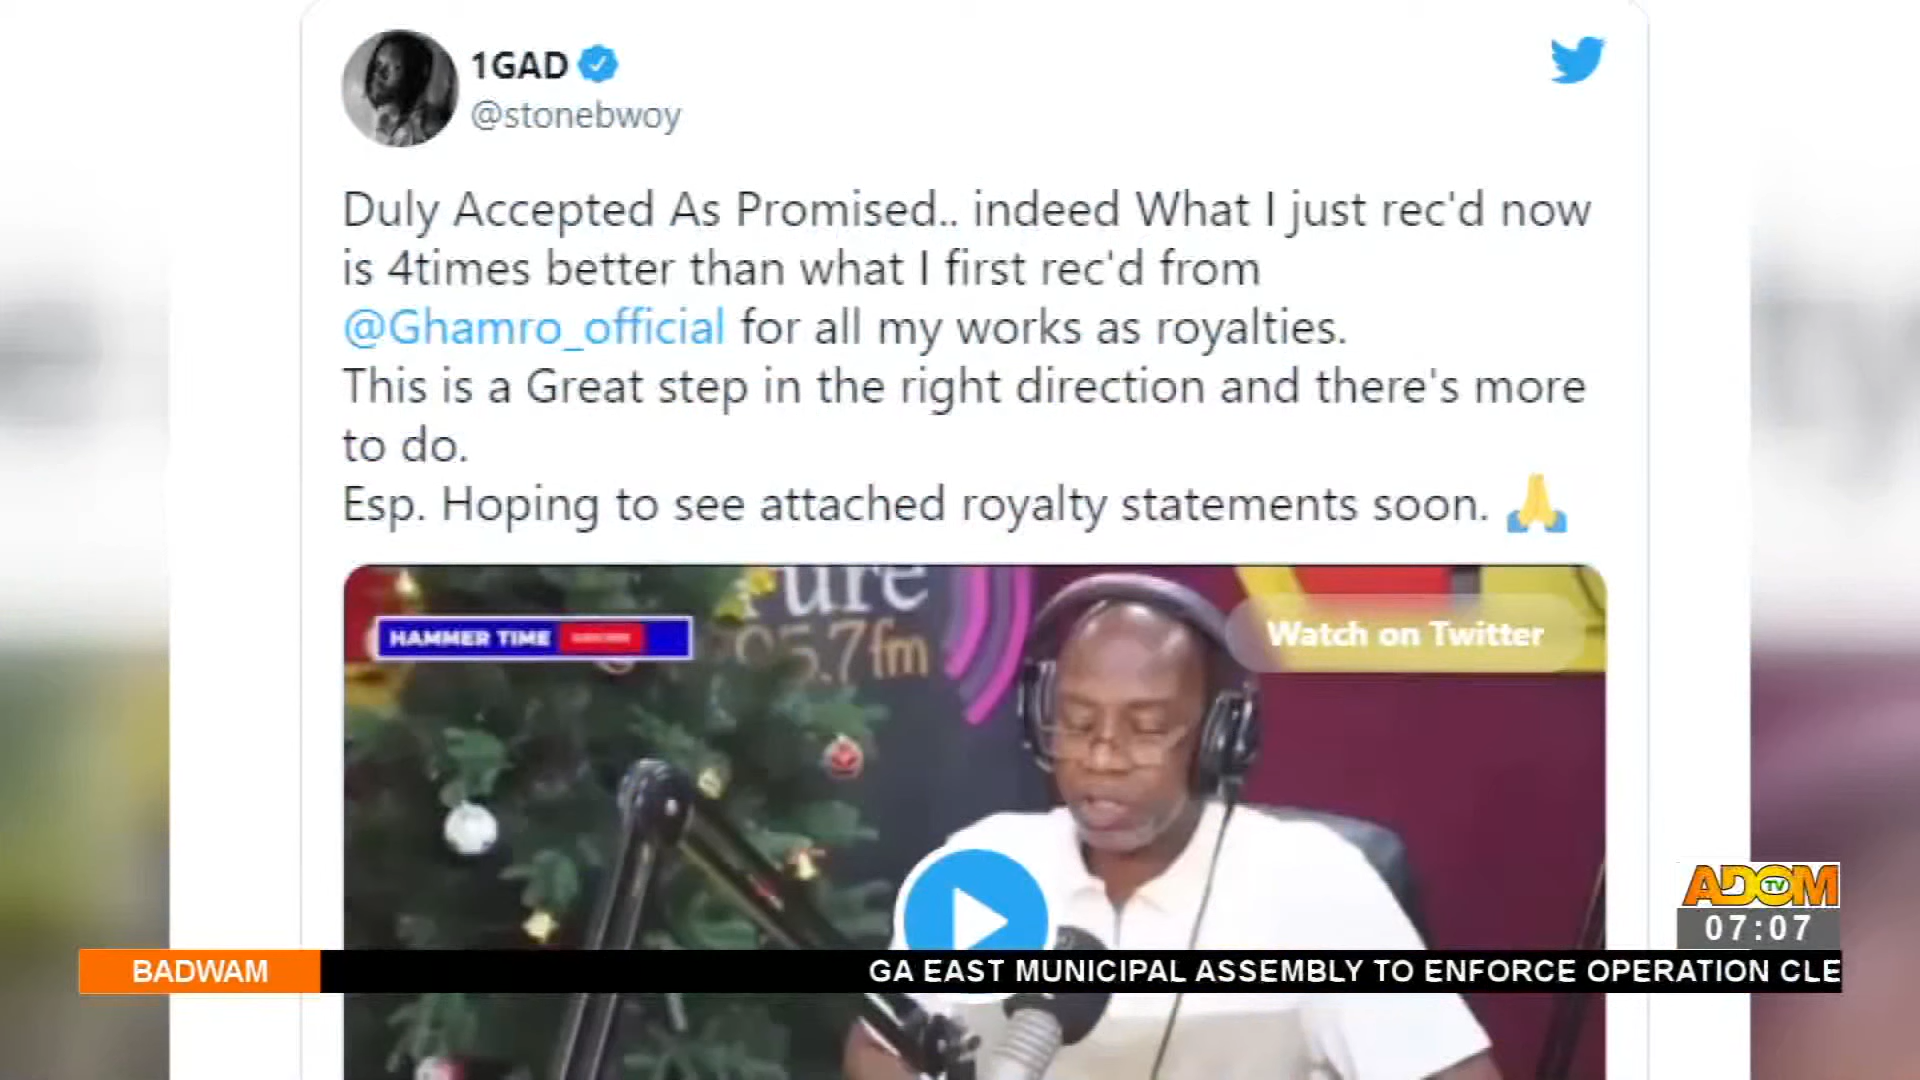 1GAD
@stonebwoy
Duly Accepted As Promised.. indeed What I just rec'd now
is 4times better than what I first rec'd from
@Ghamro_official for all my works as royalties.
This is a Great step in the right direction and there's more
to do.
Esp. Hoping to see attached royalty statements soon. 🙏
Pure
95.7fm
HAMMER TIME
Watch on Twitter
ADOM
TV
07:07
BADWAM
GA EAST MUNICIPAL ASSEMBLY TO ENFORCE OPERATION CLE